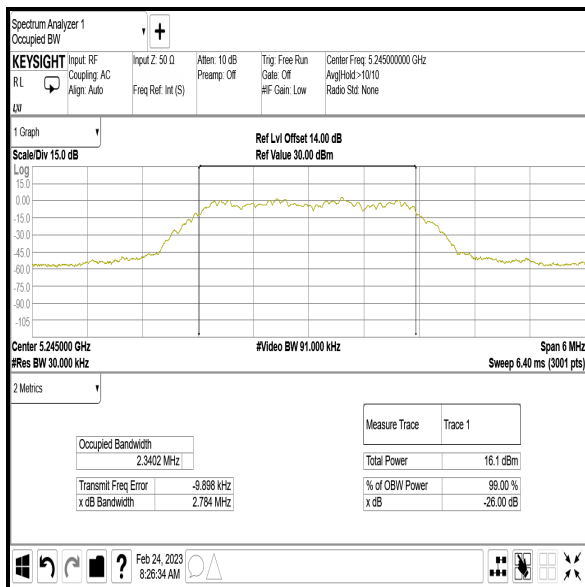 Spectrum Analyzer 1
Occupied BW
KEYSIGHT
RL
LXI
Input: RF
Coupling: AC
Align: Auto
Input Z: 50 Ω
Freq Ref: Int (S)
Atten: 10 dB
Preamp: Off
Trig: Free Run
Gate: Off
#IF Gain: Low
Center Freq: 5.245000000 GHz
Avg|Hold:>10/10
Radio Std: None
1 Graph
Scale/Div 15.0 dB
Ref Lvl Offset 14.00 dB
Ref Value 30.00 dBm
Log
15.0
0.00
-15.0
-30.0
-45.0
-60.0
-75.0
-90.0
-105
Center 5.245000 GHz
#Video BW 91.000 kHz
Span 6 MHz
#Res BW 30.000 kHz
Sweep 6.40 ms (3001 pts)
2 Metrics
Occupied Bandwidth
2.3402 MHz
Transmit Freq Error -9.898 kHz
x dB Bandwidth 2.784 MHz
Measure Trace Trace 1
Total Power 16.1 dBm
% of OBW Power 99.00 %
x dB -26.00 dB
?
Feb 24, 2023
8:26:34 AM